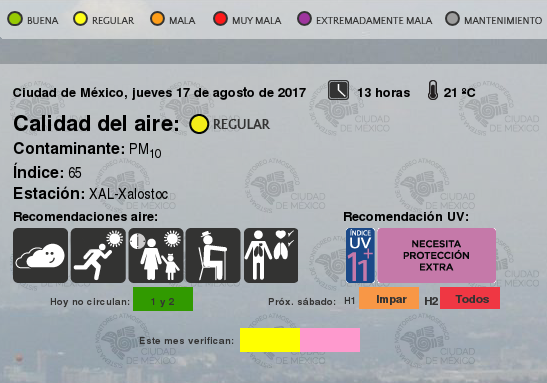 BUENA REGULAR MALA MUY MALA EXTREMADAMENTE MALA MANTENIMIENTO
Ciudad de México, jueves 17 de agosto de 2017 13 horas 21 ºC
Calidad del aire: REGULAR
Contaminante: PM10
Índice: 65
Estación: XAL-Xalostoc
Recomendaciones aire: Recomendación UV:
ÍNDICE UV 11+
NECESITA
PROTECCIÓN
EXTRA
Hoy no circulan: 1 y 2 Próx. sábado: H1 Impar H2 Todos
Este mes verifican:
CIUDAD DE MÉXICO